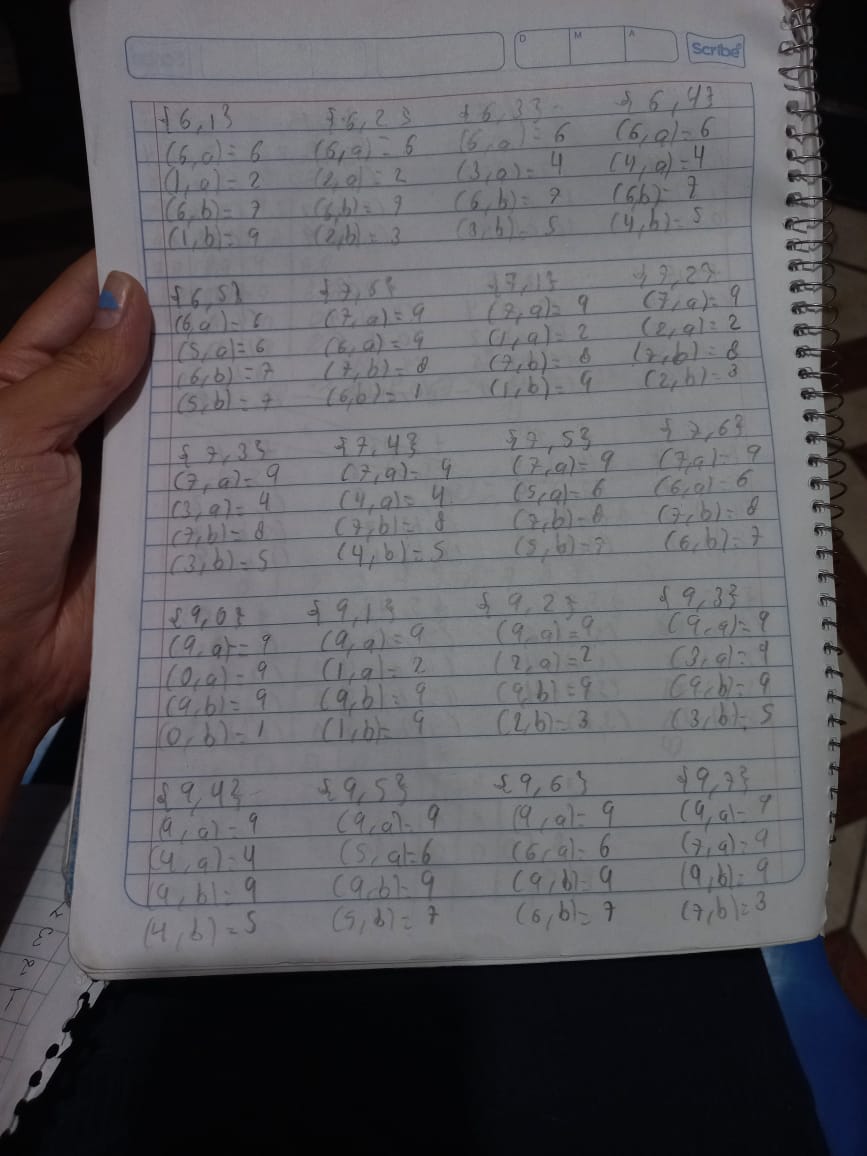 D M A Scribe
{6,1} {6,2} {6,3} {6,4}
(6,a)=6 (6,a)=6 (6,a)=6 (6,a)=6
(1,a)=2 (2,a)=2 (3,a)=4 (4,a)=4
(6,b)=7 (6,b)=7 (6,b)=7 (6b)=7
(1,b)=9 (2,b)=3 (3,b)=5 (4,b)=5
{6,5} {7,1} {7,2}
(6,a)=6 (7,a)=9 (7,a)=9 (7,a)=9
(5,a)=6 (6,a)=9 (1,a)=2 (2,a)=2
(6,b)=7 (7,b)=8 (7,b)=8 (7,b)=8
(5,b)=7 (6,b)=1 (1,b)=9 (2,b)=3
{7,3} {7,4} {7,5} {7,6}
(7,a)=9 (7,a)=9 (7,a)=9 (7,a)=9
(3,a)=4 (4,a)=4 (5,a)=6 (6,a)=6
(7,b)=8 (7,b)=8 (7,b)=8 (7,b)=8
(3,b)=5 (4,b)=5 (5,b)=7 (6,b)=7
{9,0} {9,1} {9,2} {9,3}
(9,a)=9 (9,a)=9 (9,a)=9 (9,a)=9
(0,a)=9 (1,a)=2 (2,a)=2 (3,a)=4
(9,b)=9 (9,b)=9 (9,b)=9 (9,b)=9
(0,b)=1 (1,b)=9 (2,b)=3 (3,b)=5
{9,4} {9,5} {9,6} {9,7}
(9,a)=9 (9,a)=9 (9,a)=9 (9,a)=9
(4,a)=4 (5,a)=6 (6,a)=6 (7,a)=9
(9,b)=9 (9,b)=9 (9,b)=9 (9,b)=9
(4,b)=5 (5,b)=7 (6,b)=7 (7,b)=3